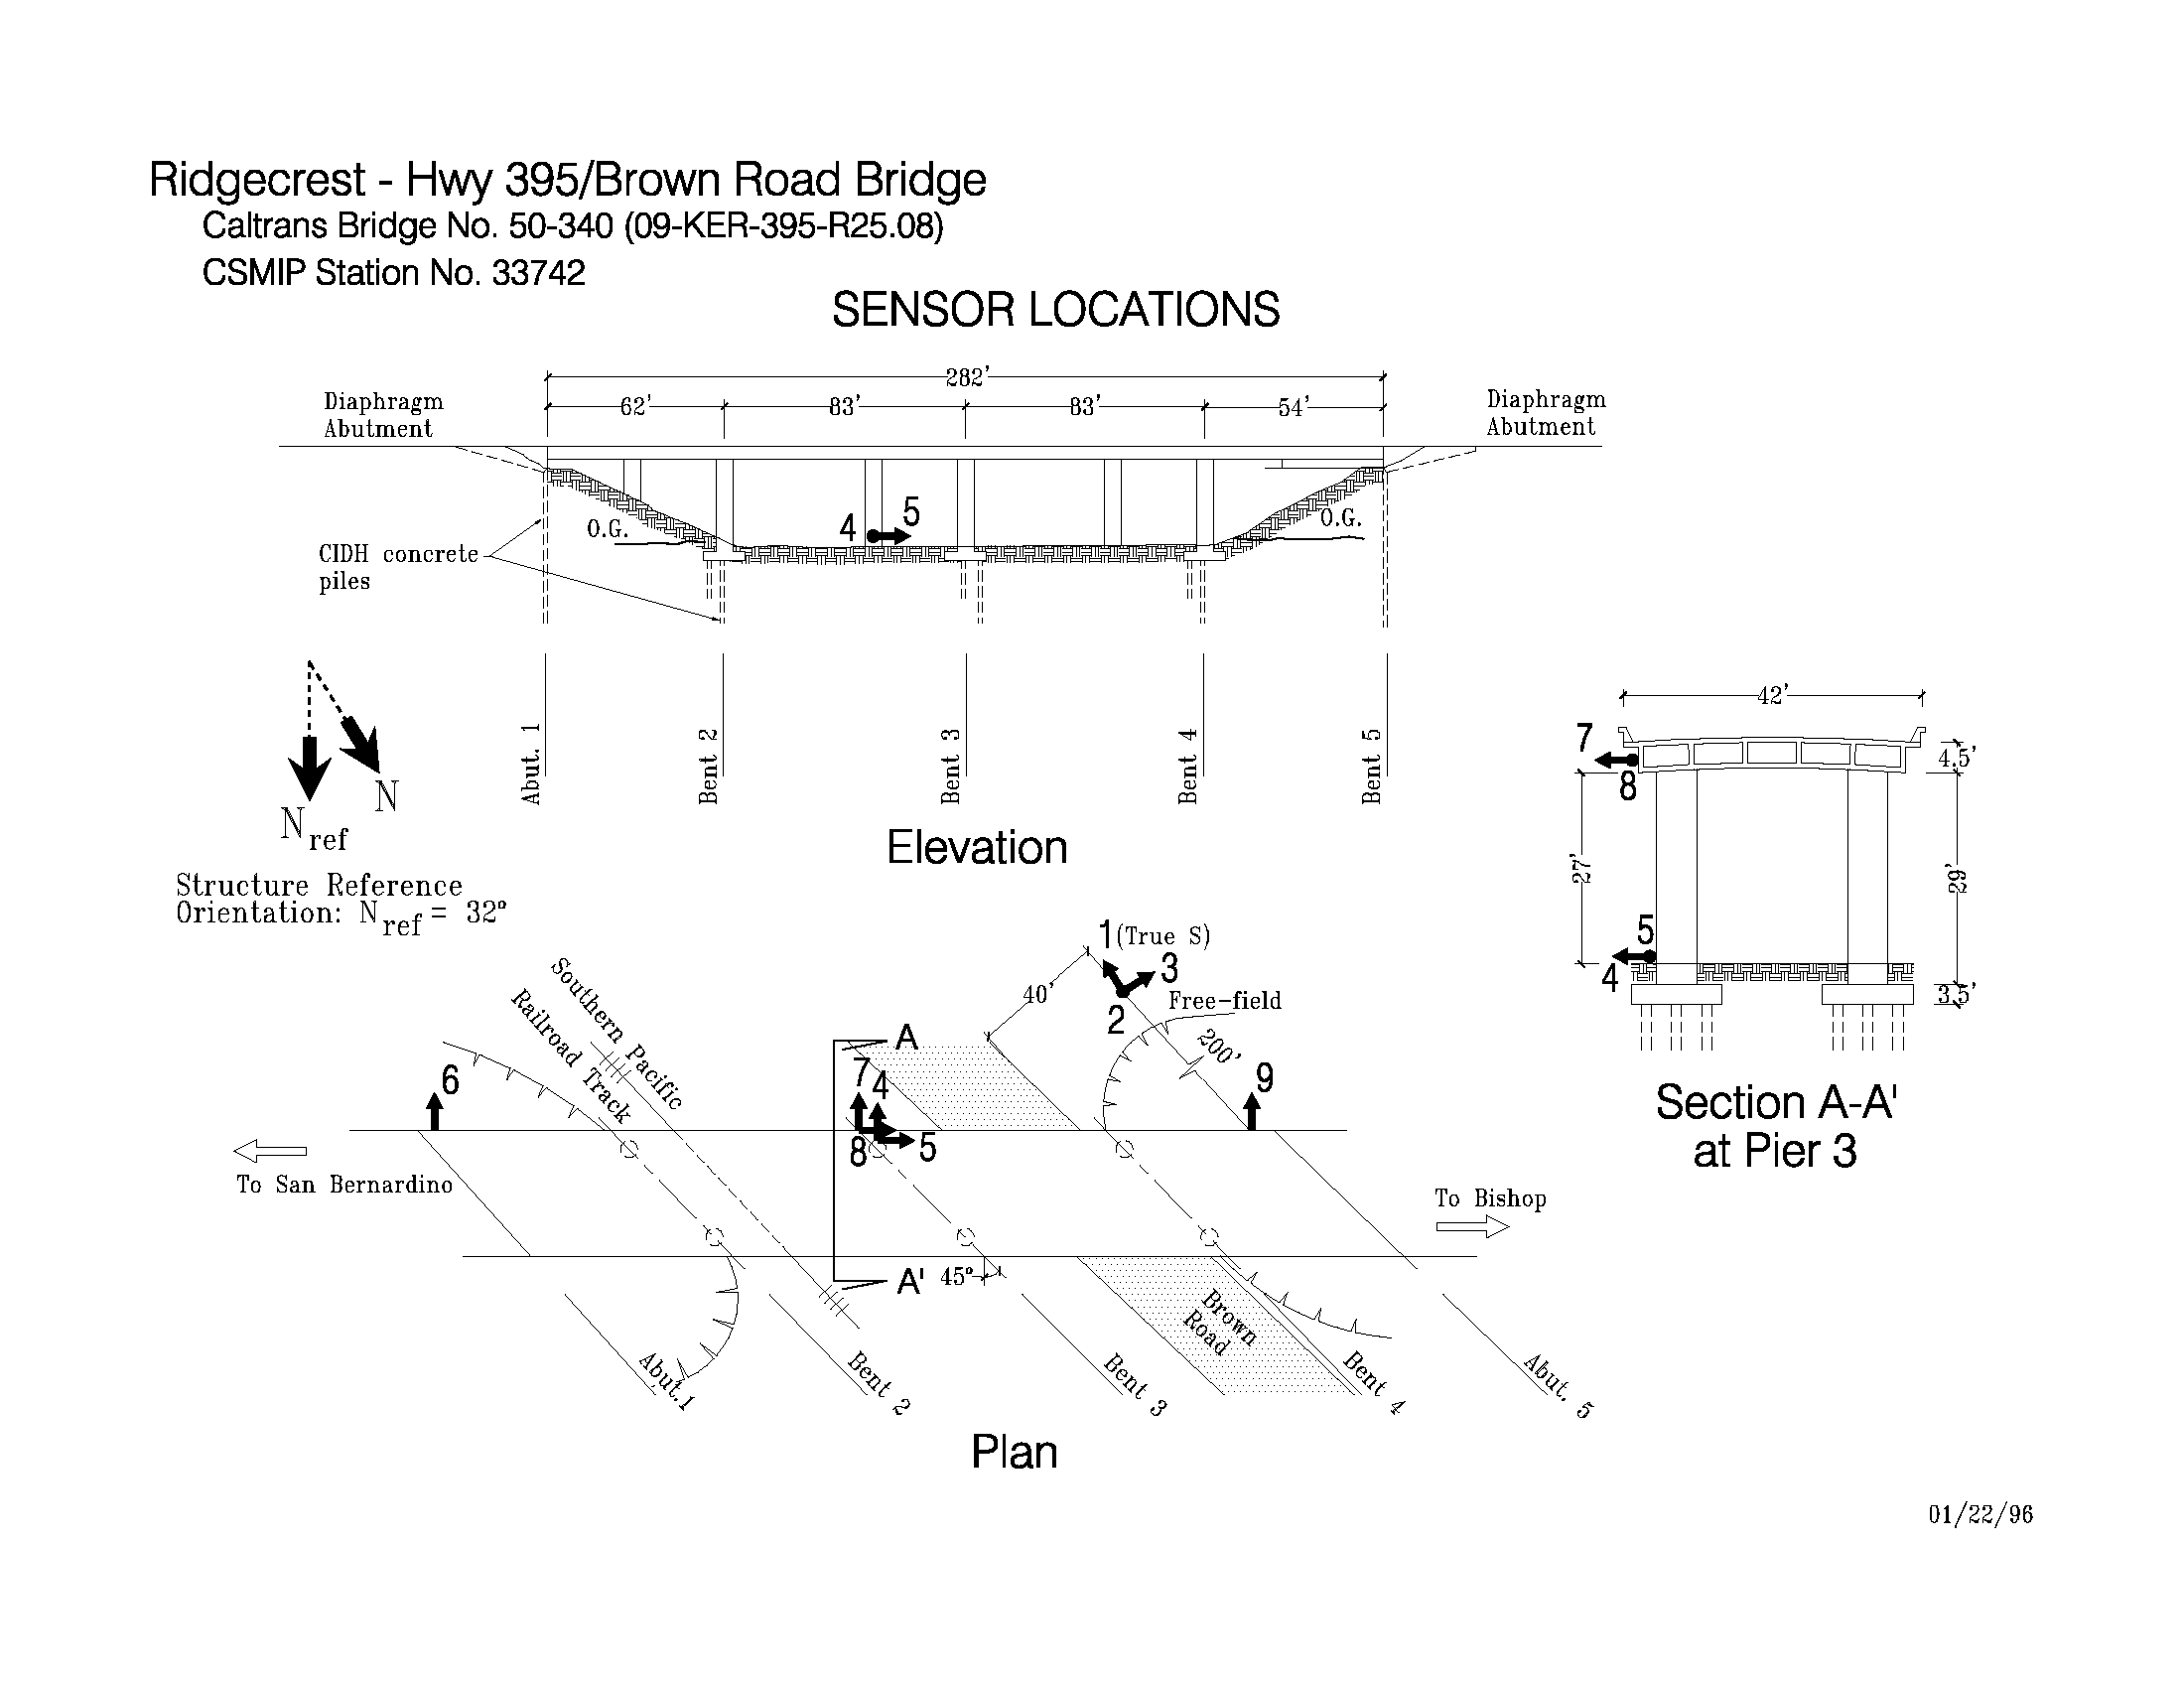 Ridgecrest - Hwy 395/Brown Road Bridge
Caltrans Bridge No. 50-340 (09-KER-395-R25.08)
CSMIP Station No. 33742
SENSOR LOCATIONS
282'
62'
83'
83'
54'
Diaphragm
Abutment
Diaphragm
Abutment
O.G.
4
5
O.G.
CIDH concrete
piles
Abut. 1
Bent 2
Bent 3
Bent 4
Bent 5
Elevation
N
Nref
Structure Reference
Orientation: Nref = 32°
42'
7
8
4.5'
27'
29'
5
4
3.5'
Section A-A'
at Pier 3
1 (True S)
3
2
Free-field
40'
200'
Southern Pacific
Railroad Track
A
7
4
6
9
8
5
To San Bernardino
To Bishop
A'
45°
Brown
Road
Abut.1
Bent 2
Bent 3
Bent 4
Abut. 5
Plan
01/22/96